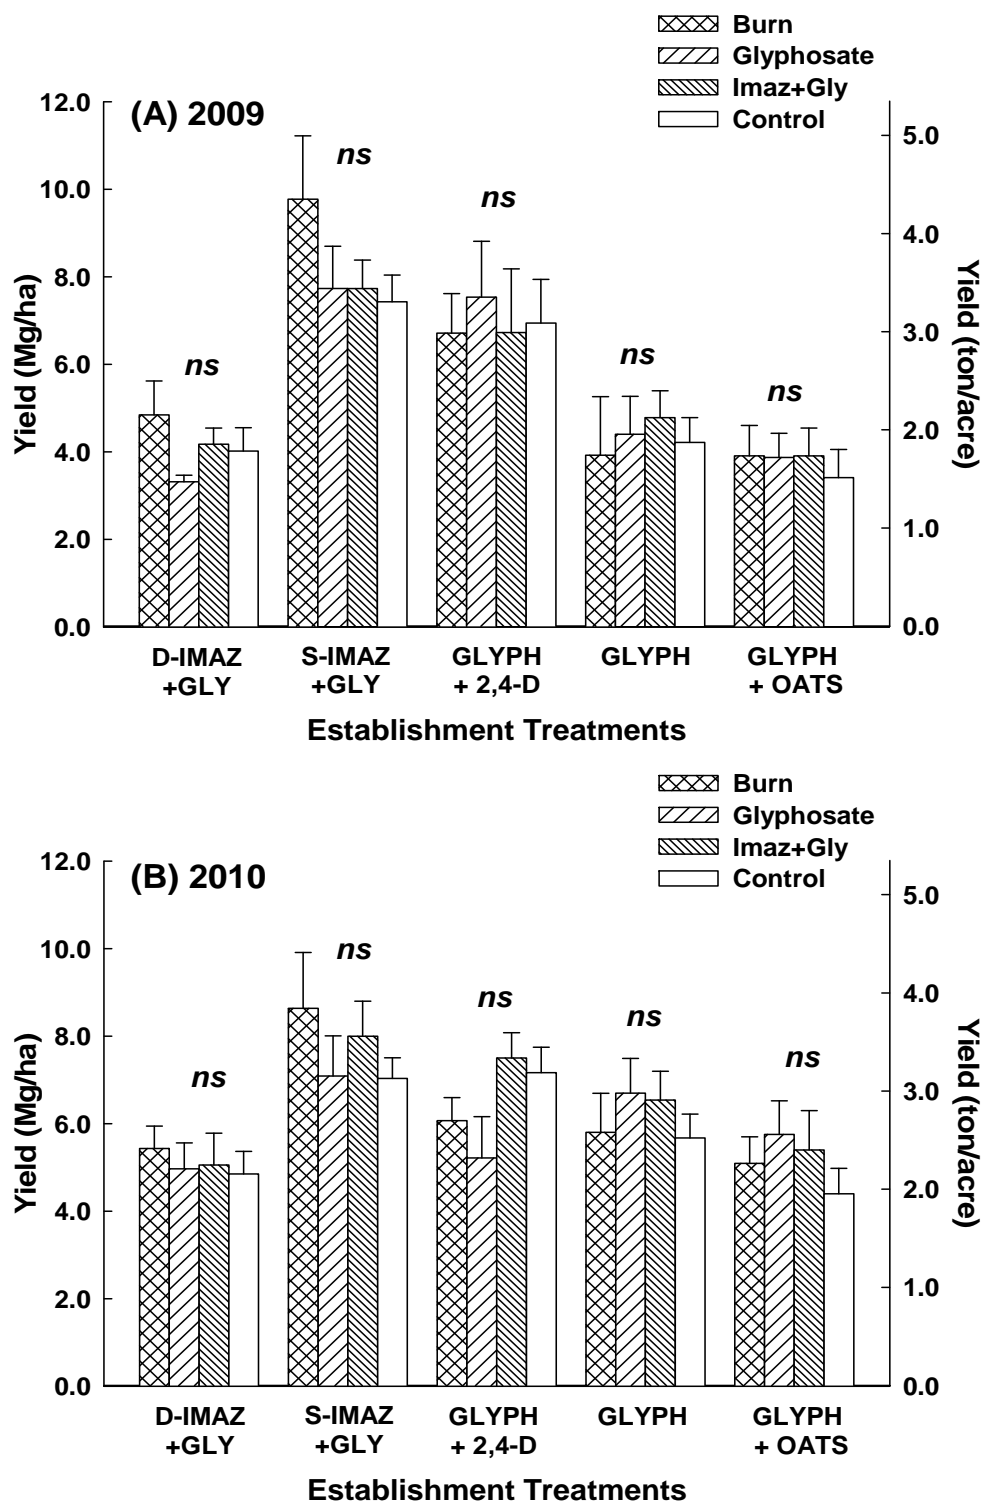 Burn
Glyphosate
Imaz+Gly
Control
(A) 2009
12.0
10.0
8.0
6.0
4.0
2.0
0.0
Yield (Mg/ha)
5.0
4.0
3.0
2.0
1.0
0.0
Yield (ton/acre)
ns
ns
ns
ns
ns
D-IMAZ
+GLY
S-IMAZ
+GLY
GLYPH
+ 2,4-D
GLYPH
GLYPH
+ OATS
Establishment Treatments
Burn
Glyphosate
Imaz+Gly
Control
(B) 2010
12.0
10.0
8.0
6.0
4.0
2.0
0.0
Yield (Mg/ha)
5.0
4.0
3.0
2.0
1.0
0.0
Yield (ton/acre)
ns
ns
ns
ns
ns
D-IMAZ
+GLY
S-IMAZ
+GLY
GLYPH
+ 2,4-D
GLYPH
GLYPH
+ OATS
Establishment Treatments